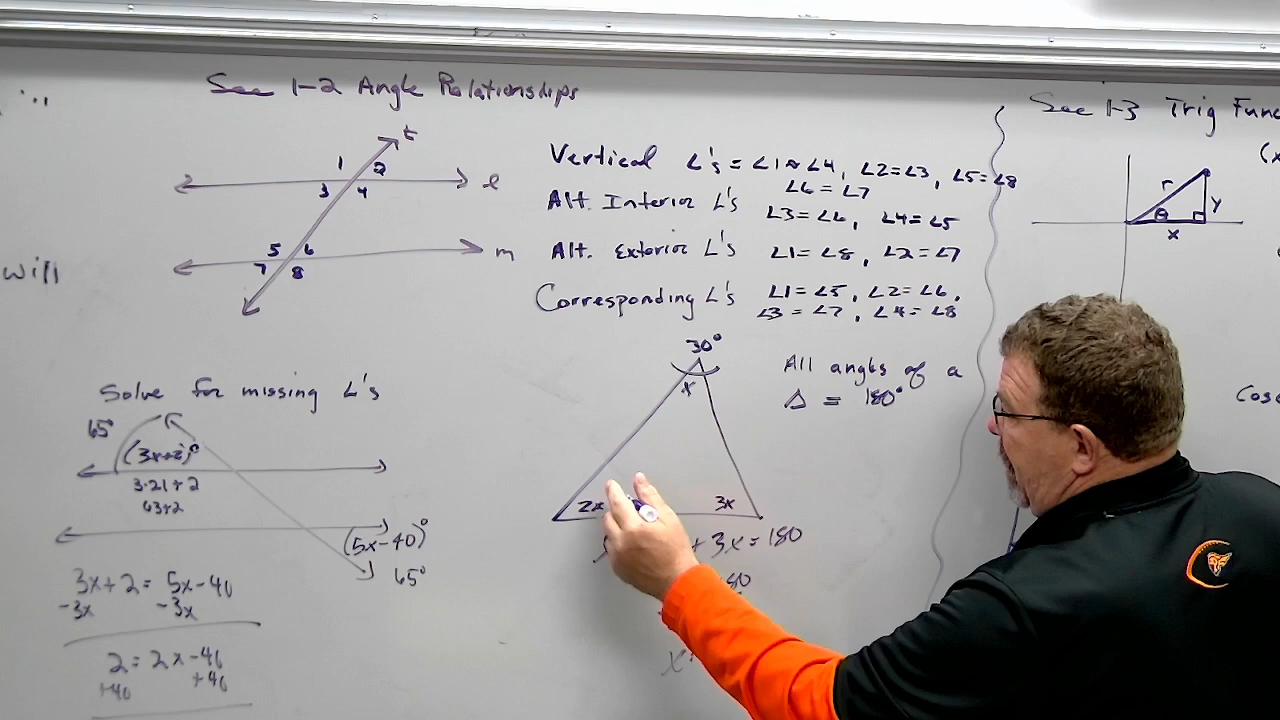 Will
Sec 1-2 Angle Relationships
t
1 2
3 4
l
5 6
7 8
m
Vertical ∠'s = ∠1 ≈ ∠4, ∠2=∠3, ∠5=∠8
∠6=∠7
Alt. Interior ∠'s ∠3=∠6, ∠4=∠5
Alt. Exterior ∠'s ∠1=∠8, ∠2=∠7
Corresponding ∠'s ∠1=∠5, ∠2=∠6,
∠3=∠7, ∠4=∠8
Solve for missing ∠'s
65°
(3x+2)°
3·21+2
63+2
(5x-40)°
65°
3x+2 = 5x-40
-3x -3x
2 = 2x-40
+40 +40
30°
x
2x 3x
+ 3x = 180
All angles of a
Δ = 180°
Sec 1-3 Trig Func
r
y
θ
x